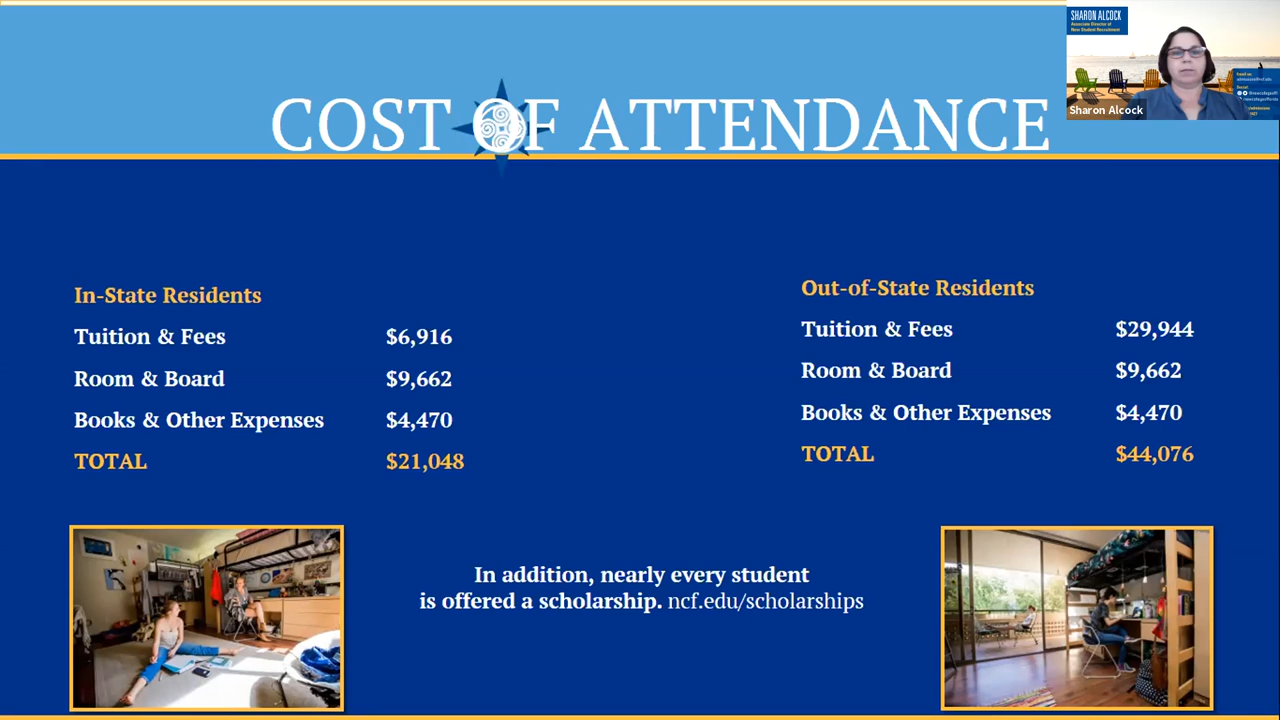 COST OF ATTENDANCE
SHARON ALCOCK
Associate Director of
New Student Recruitment
Sharon Alcock
In-State Residents
Tuition & Fees $6,916
Room & Board $9,662
Books & Other Expenses $4,470
TOTAL $21,048
Out-of-State Residents
Tuition & Fees $29,944
Room & Board $9,662
Books & Other Expenses $4,470
TOTAL $44,076
In addition, nearly every student
is offered a scholarship. ncf.edu/scholarships